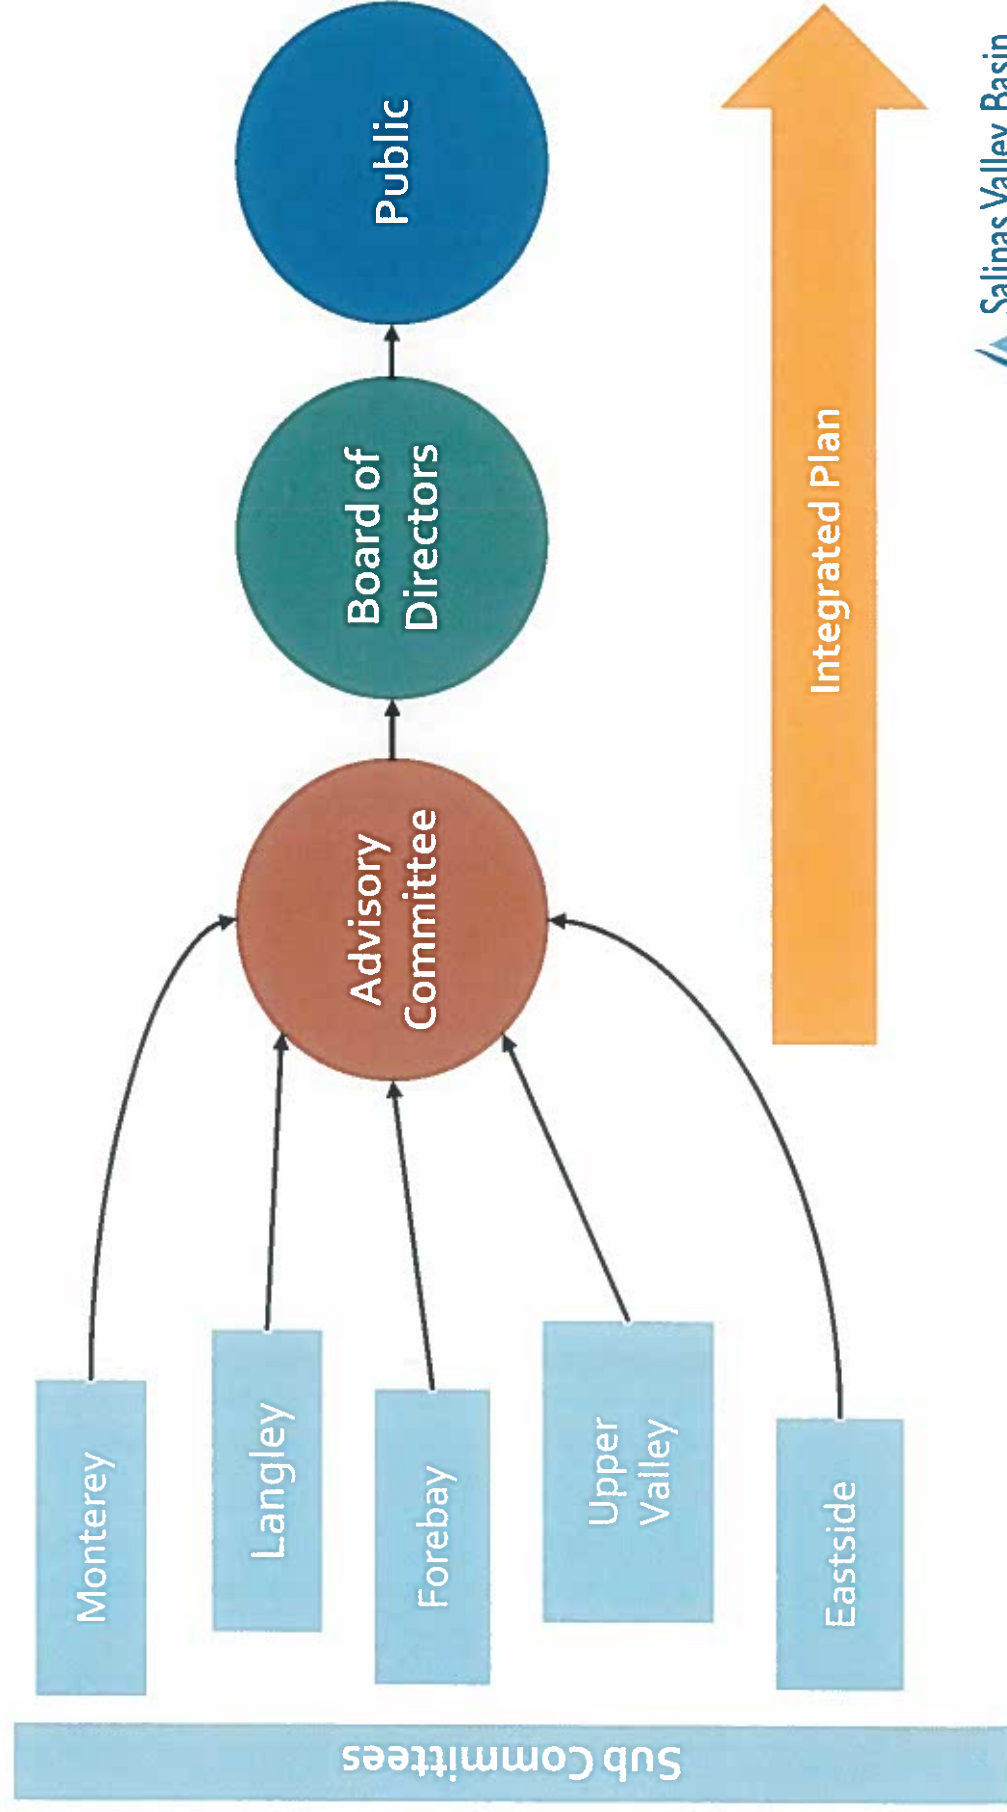 Sub Committees
Monterey
Langley
Forebay
Upper
Valley
Eastside
Advisory
Committee
Board of
Directors
Public
Integrated Plan
Salinas Valley Basin